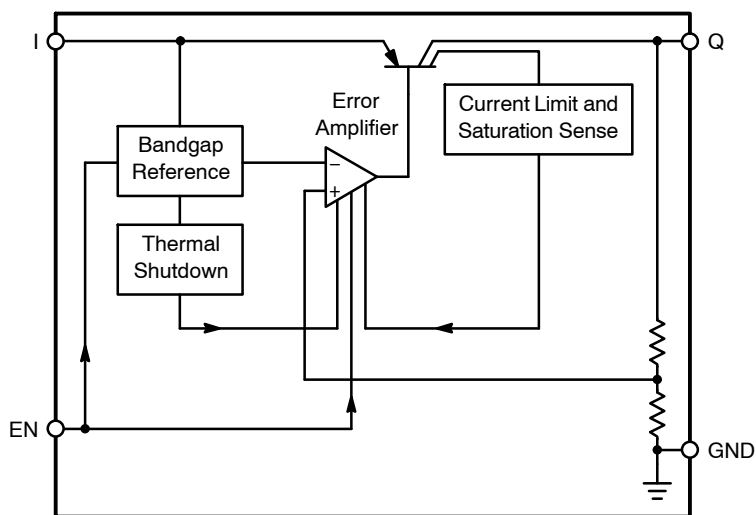 I
Q
Error
Amplifier
Current Limit and
Saturation Sense
Bandgap
Reference
−
+
Thermal
Shutdown
EN
GND